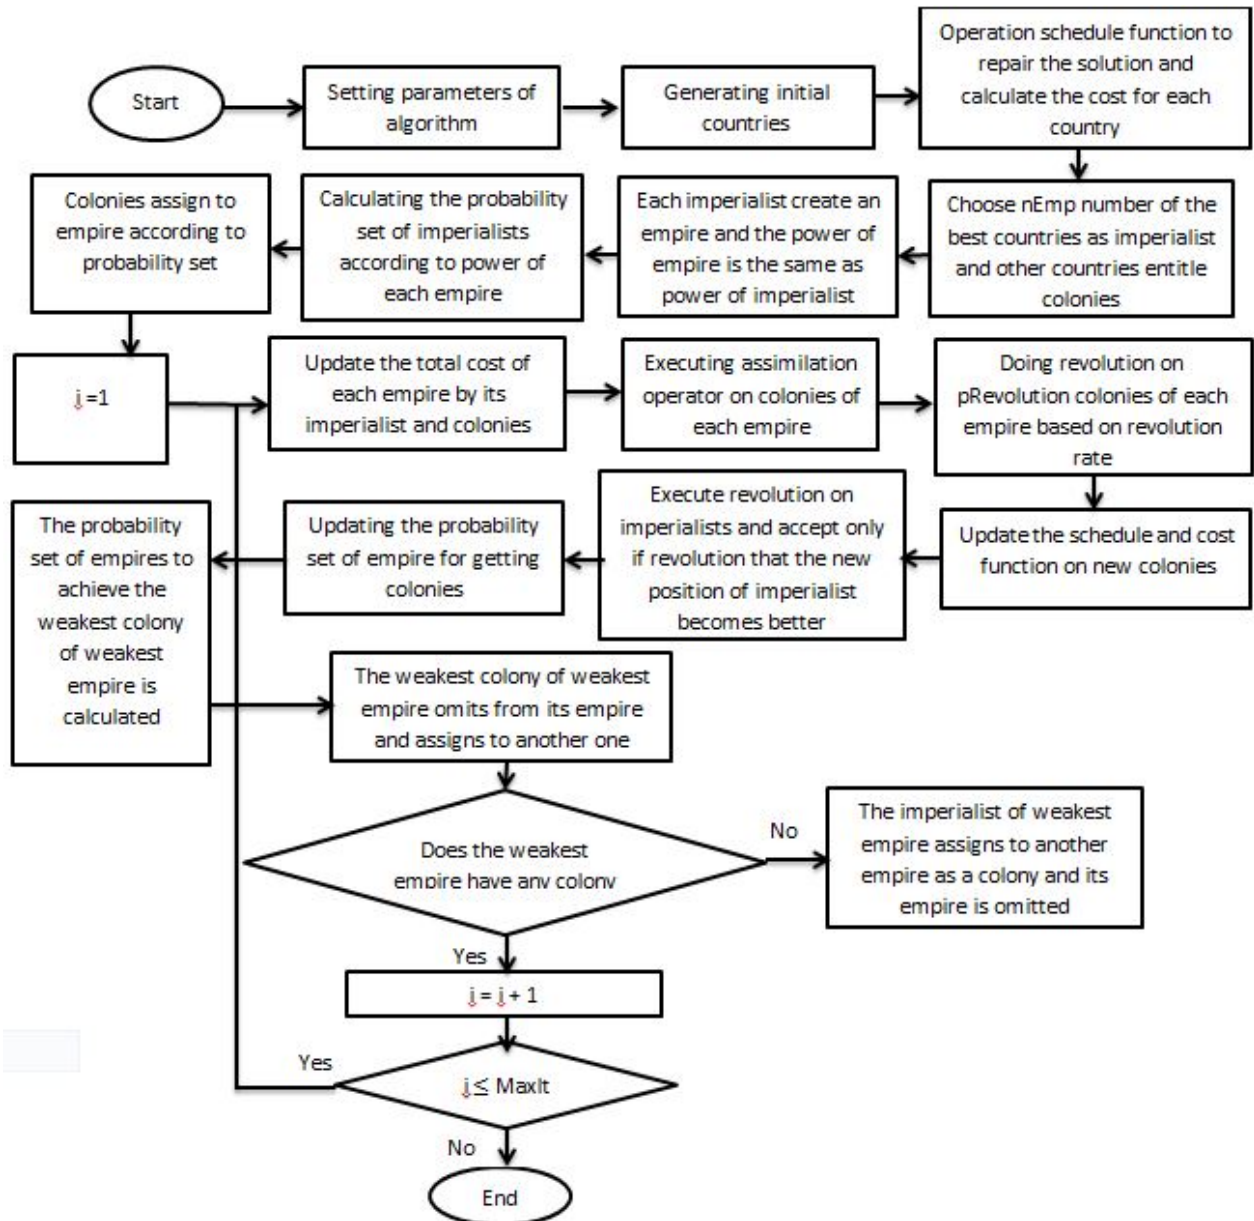 Start
Setting parameters of
algorithm
Generating initial
countries
Operation schedule function to
repair the solution and
calculate the cost for each
country
Choose nEmp number of the
best countries as imperialist
and other countries entitle
colonies
Each imperialist create an
empire and the power of
empire is the same as
power of imperialist
Calculating the probability
set of imperialists
according to power of
each empire
Colonies assign to
empire according to
probability set
i =1
Update the total cost of
each empire by its
imperialist and colonies
Executing assimilation
operator on colonies of
each empire
Doing revolution on
pRevolution colonies of each
empire based on revolution
rate
Update the schedule and cost
function on new colonies
Execute revolution on
imperialists and accept only
if revolution that the new
position of imperialist
becomes better
Updating the probability
set of empire for getting
colonies
The probability
set of empires to
achieve the
weakest colony
of weakest
empire is
calculated
The weakest colony of weakest
empire omits from its empire
and assigns to another one
Does the weakest
empire have any colony
No
The imperialist of weakest
empire assigns to another
empire as a colony and its
empire is omitted
Yes
i = i + 1
Yes
i ≤ MaxIt
No
End